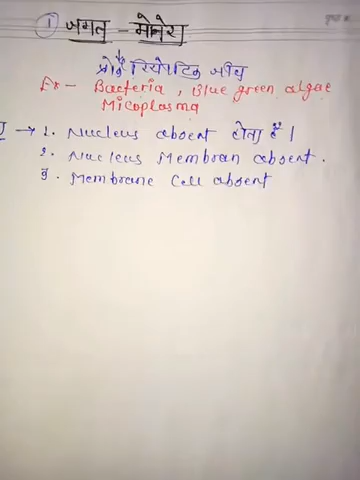 ① जगत - मोनेरा
प्रोकैरियोटिक जीव
Ex - Bacteria, Blue green algae
Micoplasma
→ 1. Nucleus absent होता है।
2. Nucleus Membran absent.
3. Membrane Cell absent